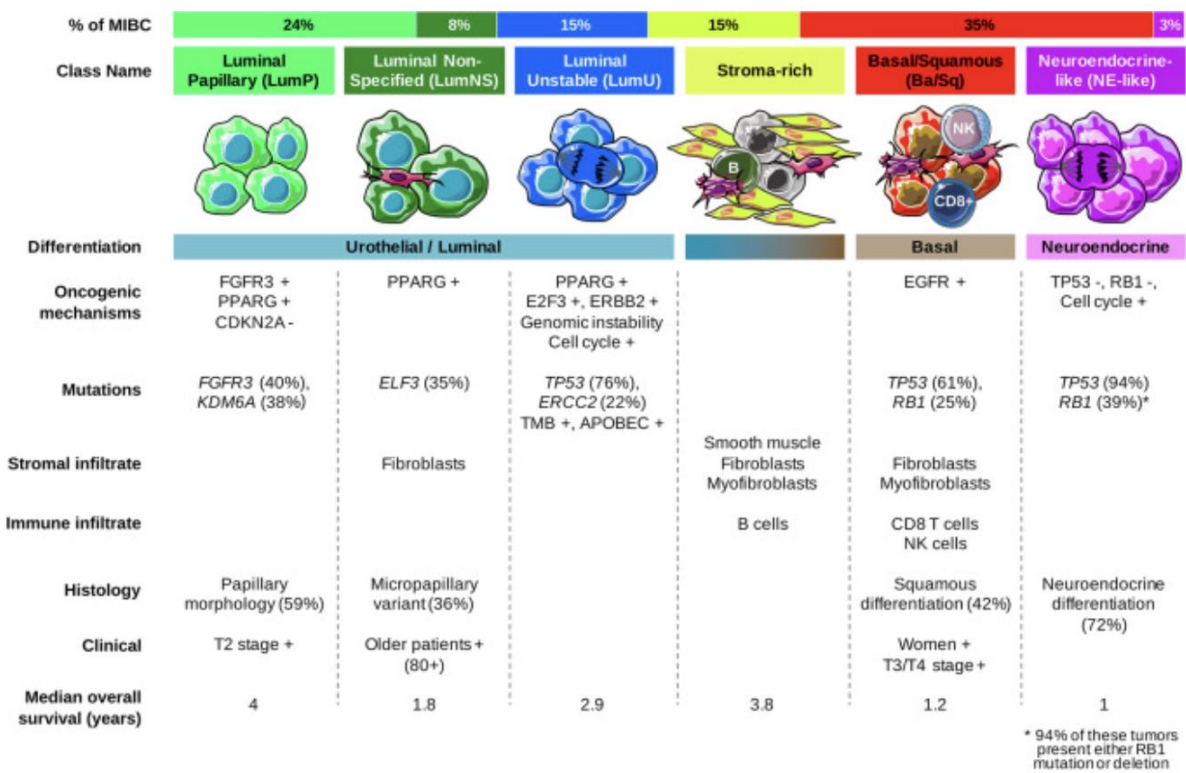 % of MIBC 24% 8% 15% 15% 35% 3%
Class Name
Luminal
Papillary (LumP)
Luminal Non-
Specified (LumNS)
Luminal
Unstable (LumU)
Stroma-rich
Basal/Squamous
(Ba/Sq)
Neuroendocrine-
like (NE-like)
B
NK
CD8+
Differentiation
Urothelial / Luminal
Basal
Neuroendocrine
Oncogenic
mechanisms
FGFR3 +
PPARG +
CDKN2A -
PPARG +
PPARG +
E2F3 +, ERBB2 +
Genomic instability
Cell cycle +
EGFR +
TP53 -, RB1 -,
Cell cycle +
Mutations
FGFR3 (40%),
KDM6A (38%)
ELF3 (35%)
TP53 (76%),
ERCC2 (22%)
TMB +, APOBEC +
TP53 (61%),
RB1 (25%)
TP53 (94%)
RB1 (39%)*
Stromal infiltrate
Fibroblasts
Smooth muscle
Fibroblasts
Myofibroblasts
Fibroblasts
Myofibroblasts
Immune infiltrate
B cells
CD8 T cells
NK cells
Histology
Papillary
morphology (59%)
Micropapillary
variant (36%)
Squamous
differentiation (42%)
Neuroendocrine
differentiation
(72%)
Clinical
T2 stage +
Older patients +
(80+)
Women +
T3/T4 stage +
Median overall
survival (years)
4 1.8 2.9 3.8 1.2 1
* 94% of these tumors
present either RB1
mutation or deletion